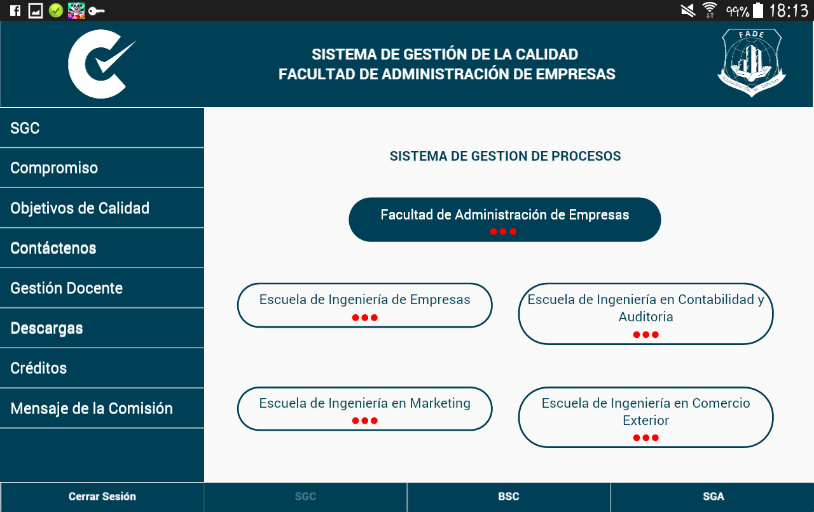 99% 18:13
SISTEMA DE GESTIÓN DE LA CALIDAD
FACULTAD DE ADMINISTRACIÓN DE EMPRESAS
FADE
SGC
Compromiso
Objetivos de Calidad
Contáctenos
Gestión Docente
Descargas
Créditos
Mensaje de la Comisión
SISTEMA DE GESTION DE PROCESOS
Facultad de Administración de Empresas
Escuela de Ingeniería de Empresas
Escuela de Ingeniería en Contabilidad y
Auditoria
Escuela de Ingeniería en Marketing
Escuela de Ingeniería en Comercio
Exterior
Cerrar Sesión
SGC
BSC
SGA